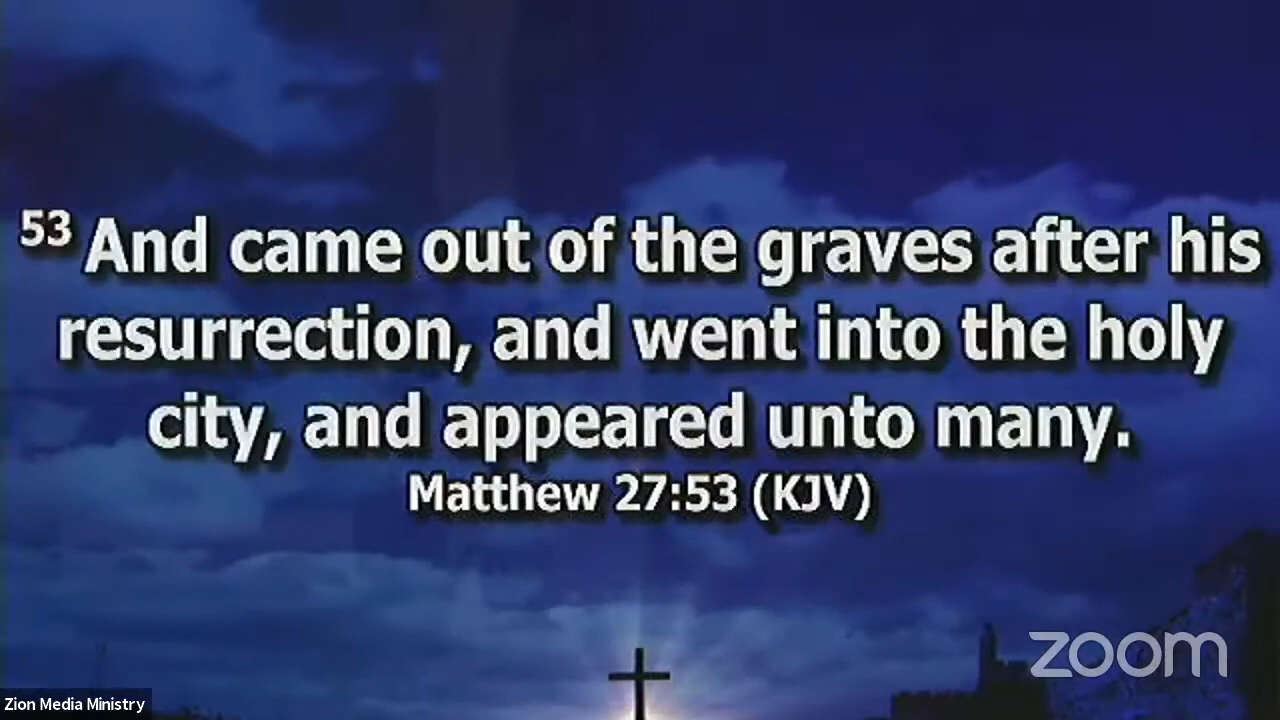 53 And came out of the graves after his
resurrection, and went into the holy
city, and appeared unto many.
Matthew 27:53 (KJV)
zoom
Zion Media Ministry